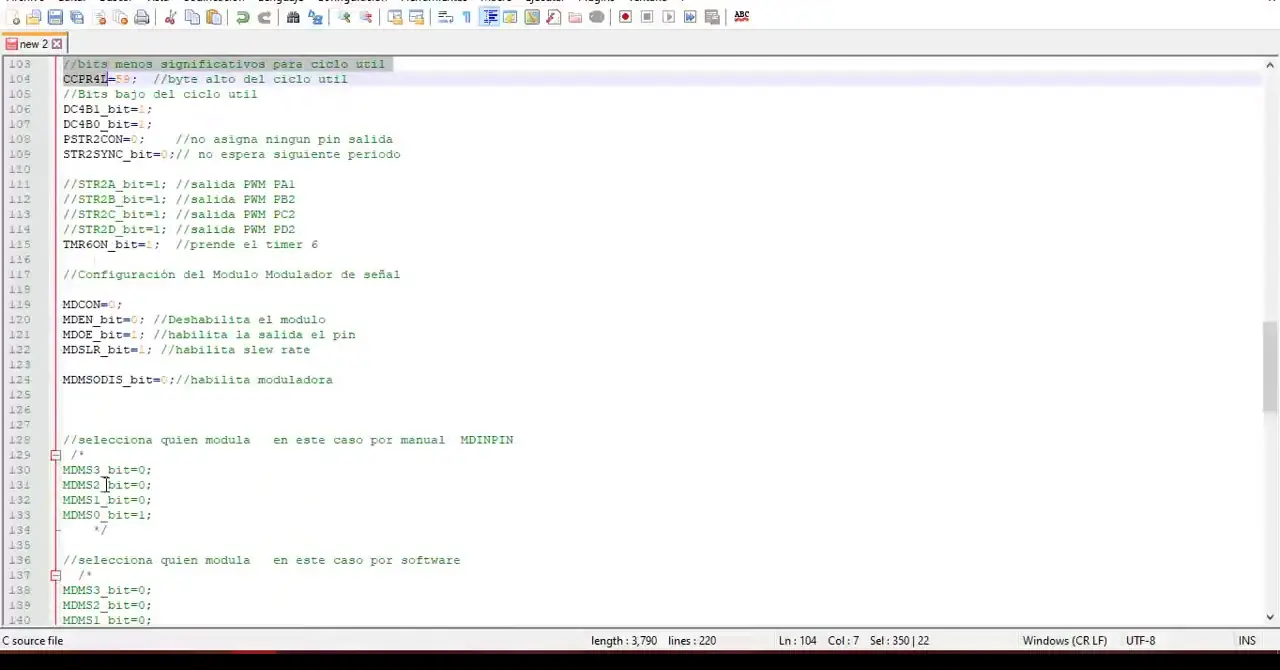 new 2
103 //bits menos significativos para ciclo util
104 CCPR4L=59; //byte alto del ciclo util
105 //Bits bajo del ciclo util
106 DC4B1_bit=1;
107 DC4B0_bit=1;
108 PSTR2CON=0; //no asigna ningun pin salida
109 STR2SYNC_bit=0;// no espera siguiente periodo
110
111 //STR2A_bit=1; //salida PWM PA1
112 //STR2B_bit=1; //salida PWM PB2
113 //STR2C_bit=1; //salida PWM PC2
114 //STR2D_bit=1; //salida PWM PD2
115 TMR6ON_bit=1; //prende el timer 6
116
117 //Configuración del Modulo Modulador de señal
118
119 MDCON=0;
120 MDEN_bit=0; //Deshabilita el modulo
121 MDOE_bit=1; //habilita la salida el pin
122 MDSLR_bit=1; //habilita slew rate
123
124 MDMSODIS_bit=0;//habilita moduladora
125
126
127
128 //selecciona quien modula en este caso por manual MDINPIN
129 /*
130 MDMS3_bit=0;
131 MDMS2_bit=0;
132 MDMS1_bit=0;
133 MDMS0_bit=1;
134 */
135
136 //selecciona quien modula en este caso por software
137 /*
138 MDMS3_bit=0;
139 MDMS2_bit=0;
140 MDMS1_bit=0;
C source file length : 3,790 lines : 220 Ln : 104 Col : 7 Sel : 350 | 22 Windows (CR LF) UTF-8 INS